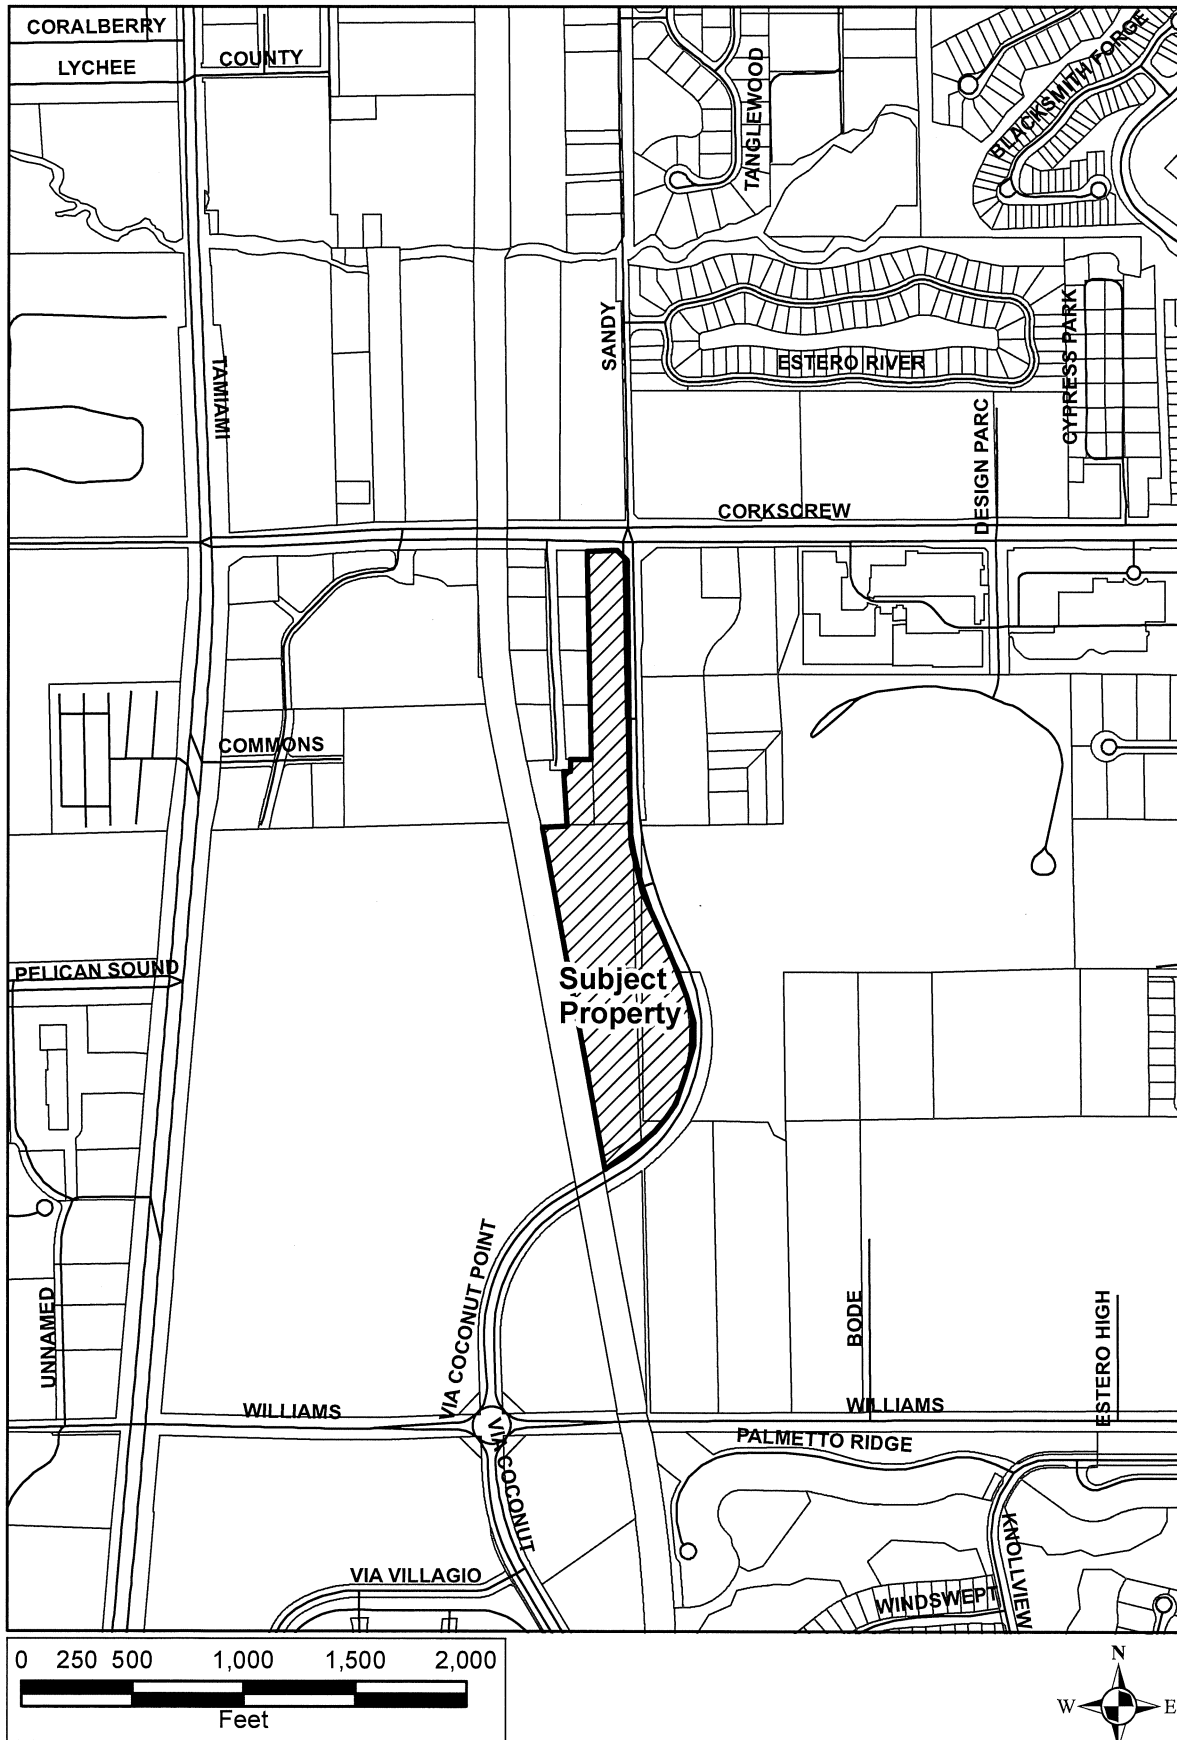 CORALBERRY
LYCHEE
COUNTY
TANGLEWOOD
BLACKSMITH FORGE
SANDY
TAMIAMI
ESTERO RIVER
CYPRESS PARK
DESIGN PARC
CORKSCREW
COMMONS
PELICAN SOUND
Subject
Property
VIA COCONUT POINT
UNNAMED
BODE
ESTERO HIGH
WILLIAMS
WILLIAMS
VIA COCONUT
PALMETTO RIDGE
KNOLLVIEW
VIA VILLAGIO
WINDSWEPT
0 250 500 1,000 1,500 2,000
Feet
N
W E